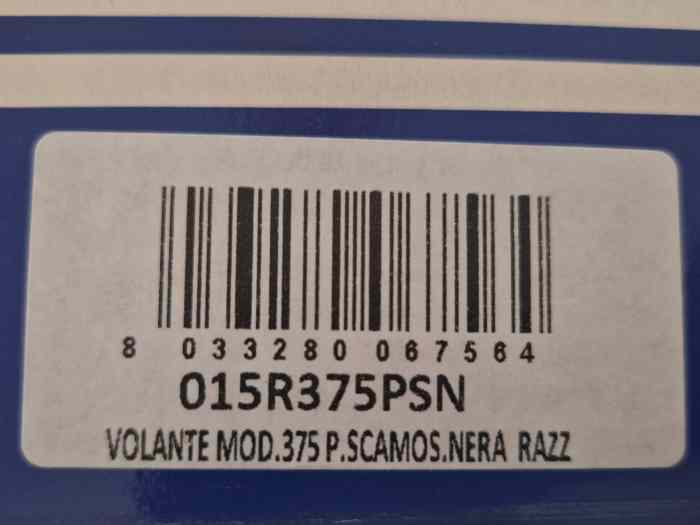 8 033280 067564
015R375PSN
VOLANTE MOD.375 P.SCAMOS.NERA RAZZ